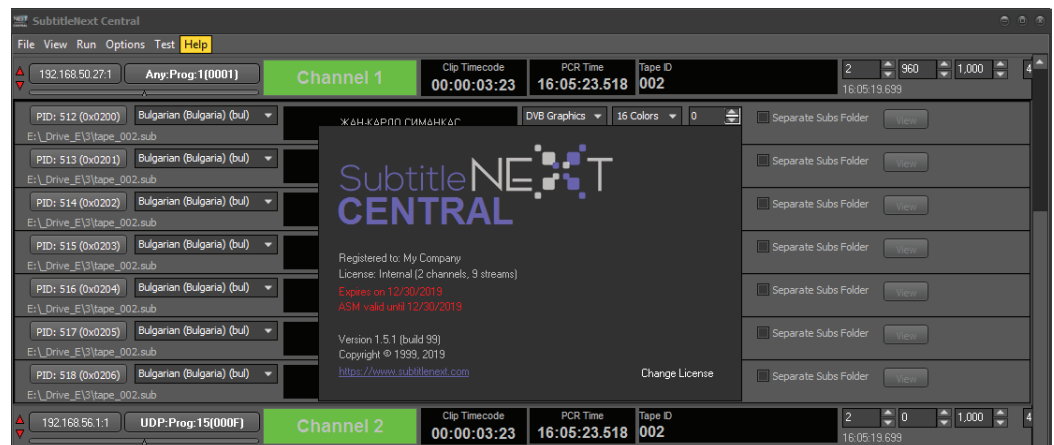 SubtitleNext Central
File View Run Options Test Help
192.168.50.27:1 Any:Prog:1(0001) Channel 1 Clip Timecode 00:00:03:23 PCR Time 16:05:23.518 Tape ID 002 2 960 1,000 4
16:05:19.699
PID: 512 (0x0200) Bulgarian (Bulgaria) (bul) ЖАН-КАРЛО СИМАНКАС DVB Graphics 16 Colors 0 Separate Subs Folder View
E:\_Drive_E\3\tape_002.sub
PID: 513 (0x0201) Bulgarian (Bulgaria) (bul) Separate Subs Folder View
E:\_Drive_E\3\tape_002.sub
PID: 514 (0x0202) Bulgarian (Bulgaria) (bul) Separate Subs Folder View
E:\_Drive_E\3\tape_002.sub
PID: 515 (0x0203) Bulgarian (Bulgaria) (bul) Separate Subs Folder View
E:\_Drive_E\3\tape_002.sub
PID: 516 (0x0204) Bulgarian (Bulgaria) (bul) Separate Subs Folder View
E:\_Drive_E\3\tape_002.sub
PID: 517 (0x0205) Bulgarian (Bulgaria) (bul) Separate Subs Folder View
E:\_Drive_E\3\tape_002.sub
PID: 518 (0x0206) Bulgarian (Bulgaria) (bul) Separate Subs Folder View
E:\_Drive_E\3\tape_002.sub
SubtitleNEXT
CENTRAL
Registered to: My Company
License: Internal (2 channels, 9 streams)
Expires on 12/30/2019
ASM valid until 12/30/2019
Version 1.5.1 (build 99)
Copyright © 1999, 2019
https://www.subtitlenext.com Change License
192.168.56.1:1 UDP:Prog:15(000F) Channel 2 Clip Timecode 00:00:03:23 PCR Time 16:05:23.518 Tape ID 002 2 0 1,000 4
16:05:19.699